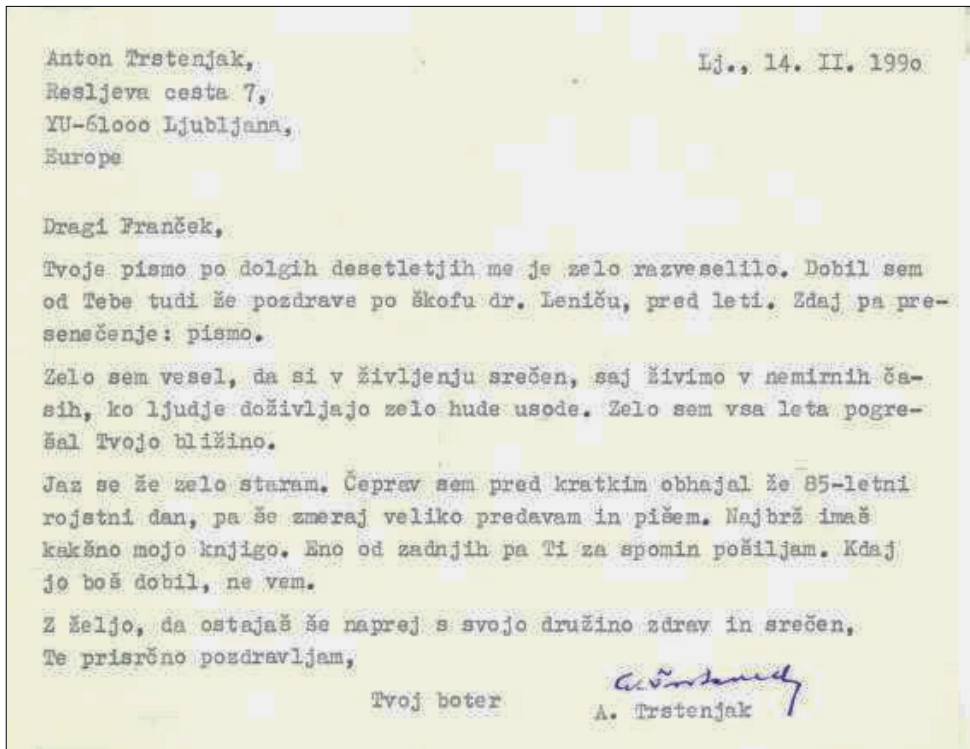 Anton Trstenjak,
Lj., 14. II. 199o
Resljeva cesta 7,
YU-61ooo Ljubljana,
Europe
Dragi Franček,
Tvoje pismo po dolgih desetletjih me je zelo razveselilo. Dobil sem
od Tebe tudi že pozdrave po škofu dr. Leniču, pred leti. Zdaj pa pre-
senečenje: pismo.
Zelo sem vesel, da si v življenju srečen, saj živimo v nemirnih ča-
sih, ko ljudje doživljajo zelo hude usode. Zelo sem vsa leta pogre-
šal Tvojo bližino.
Jaz se že zelo staram. Čeprav sem pred kratkim obhajal že 85-letni
rojstni dan, pa še zmeraj veliko predavam in pišem. Najbrž imaš
kakšno mojo knjigo. Eno od zadnjih pa Ti za spomin pošiljam. Kdaj
jo boš dobil, ne vem.
Z željo, da ostajaš še naprej s svojo družino zdrav in srečen,
Te prisrčno pozdravljam,
Tvoj boter
A. Trstenjak